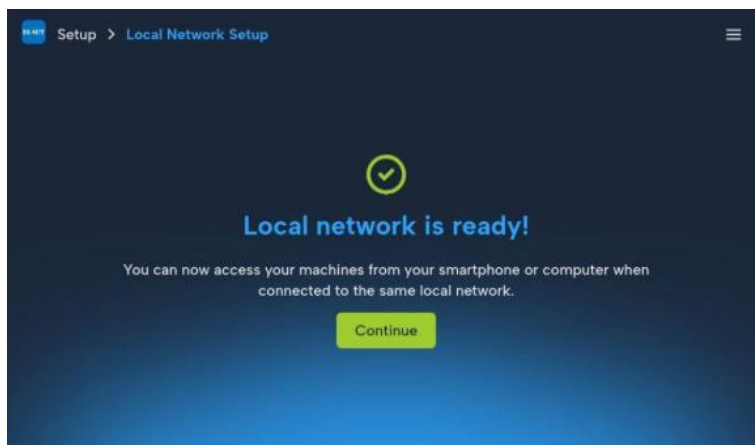 Setup > Local Network Setup
Local network is ready!
You can now access your machines from your smartphone or computer when
connected to the same local network.
Continue